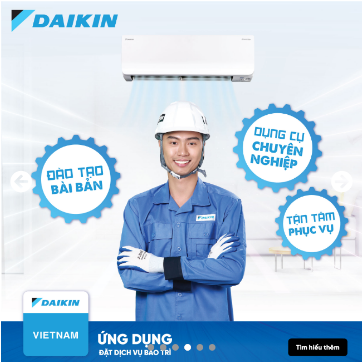 DAIKIN
ĐÀO TẠO
BÀI BẢN
DỤNG CỤ
CHUYÊN
NGHIỆP
TẬN TÂM
PHỤC VỤ
DAIKIN
VIETNAM
ỨNG DỤNG
ĐẶT DỊCH VỤ BẢO TRÌ
Tìm hiểu thêm